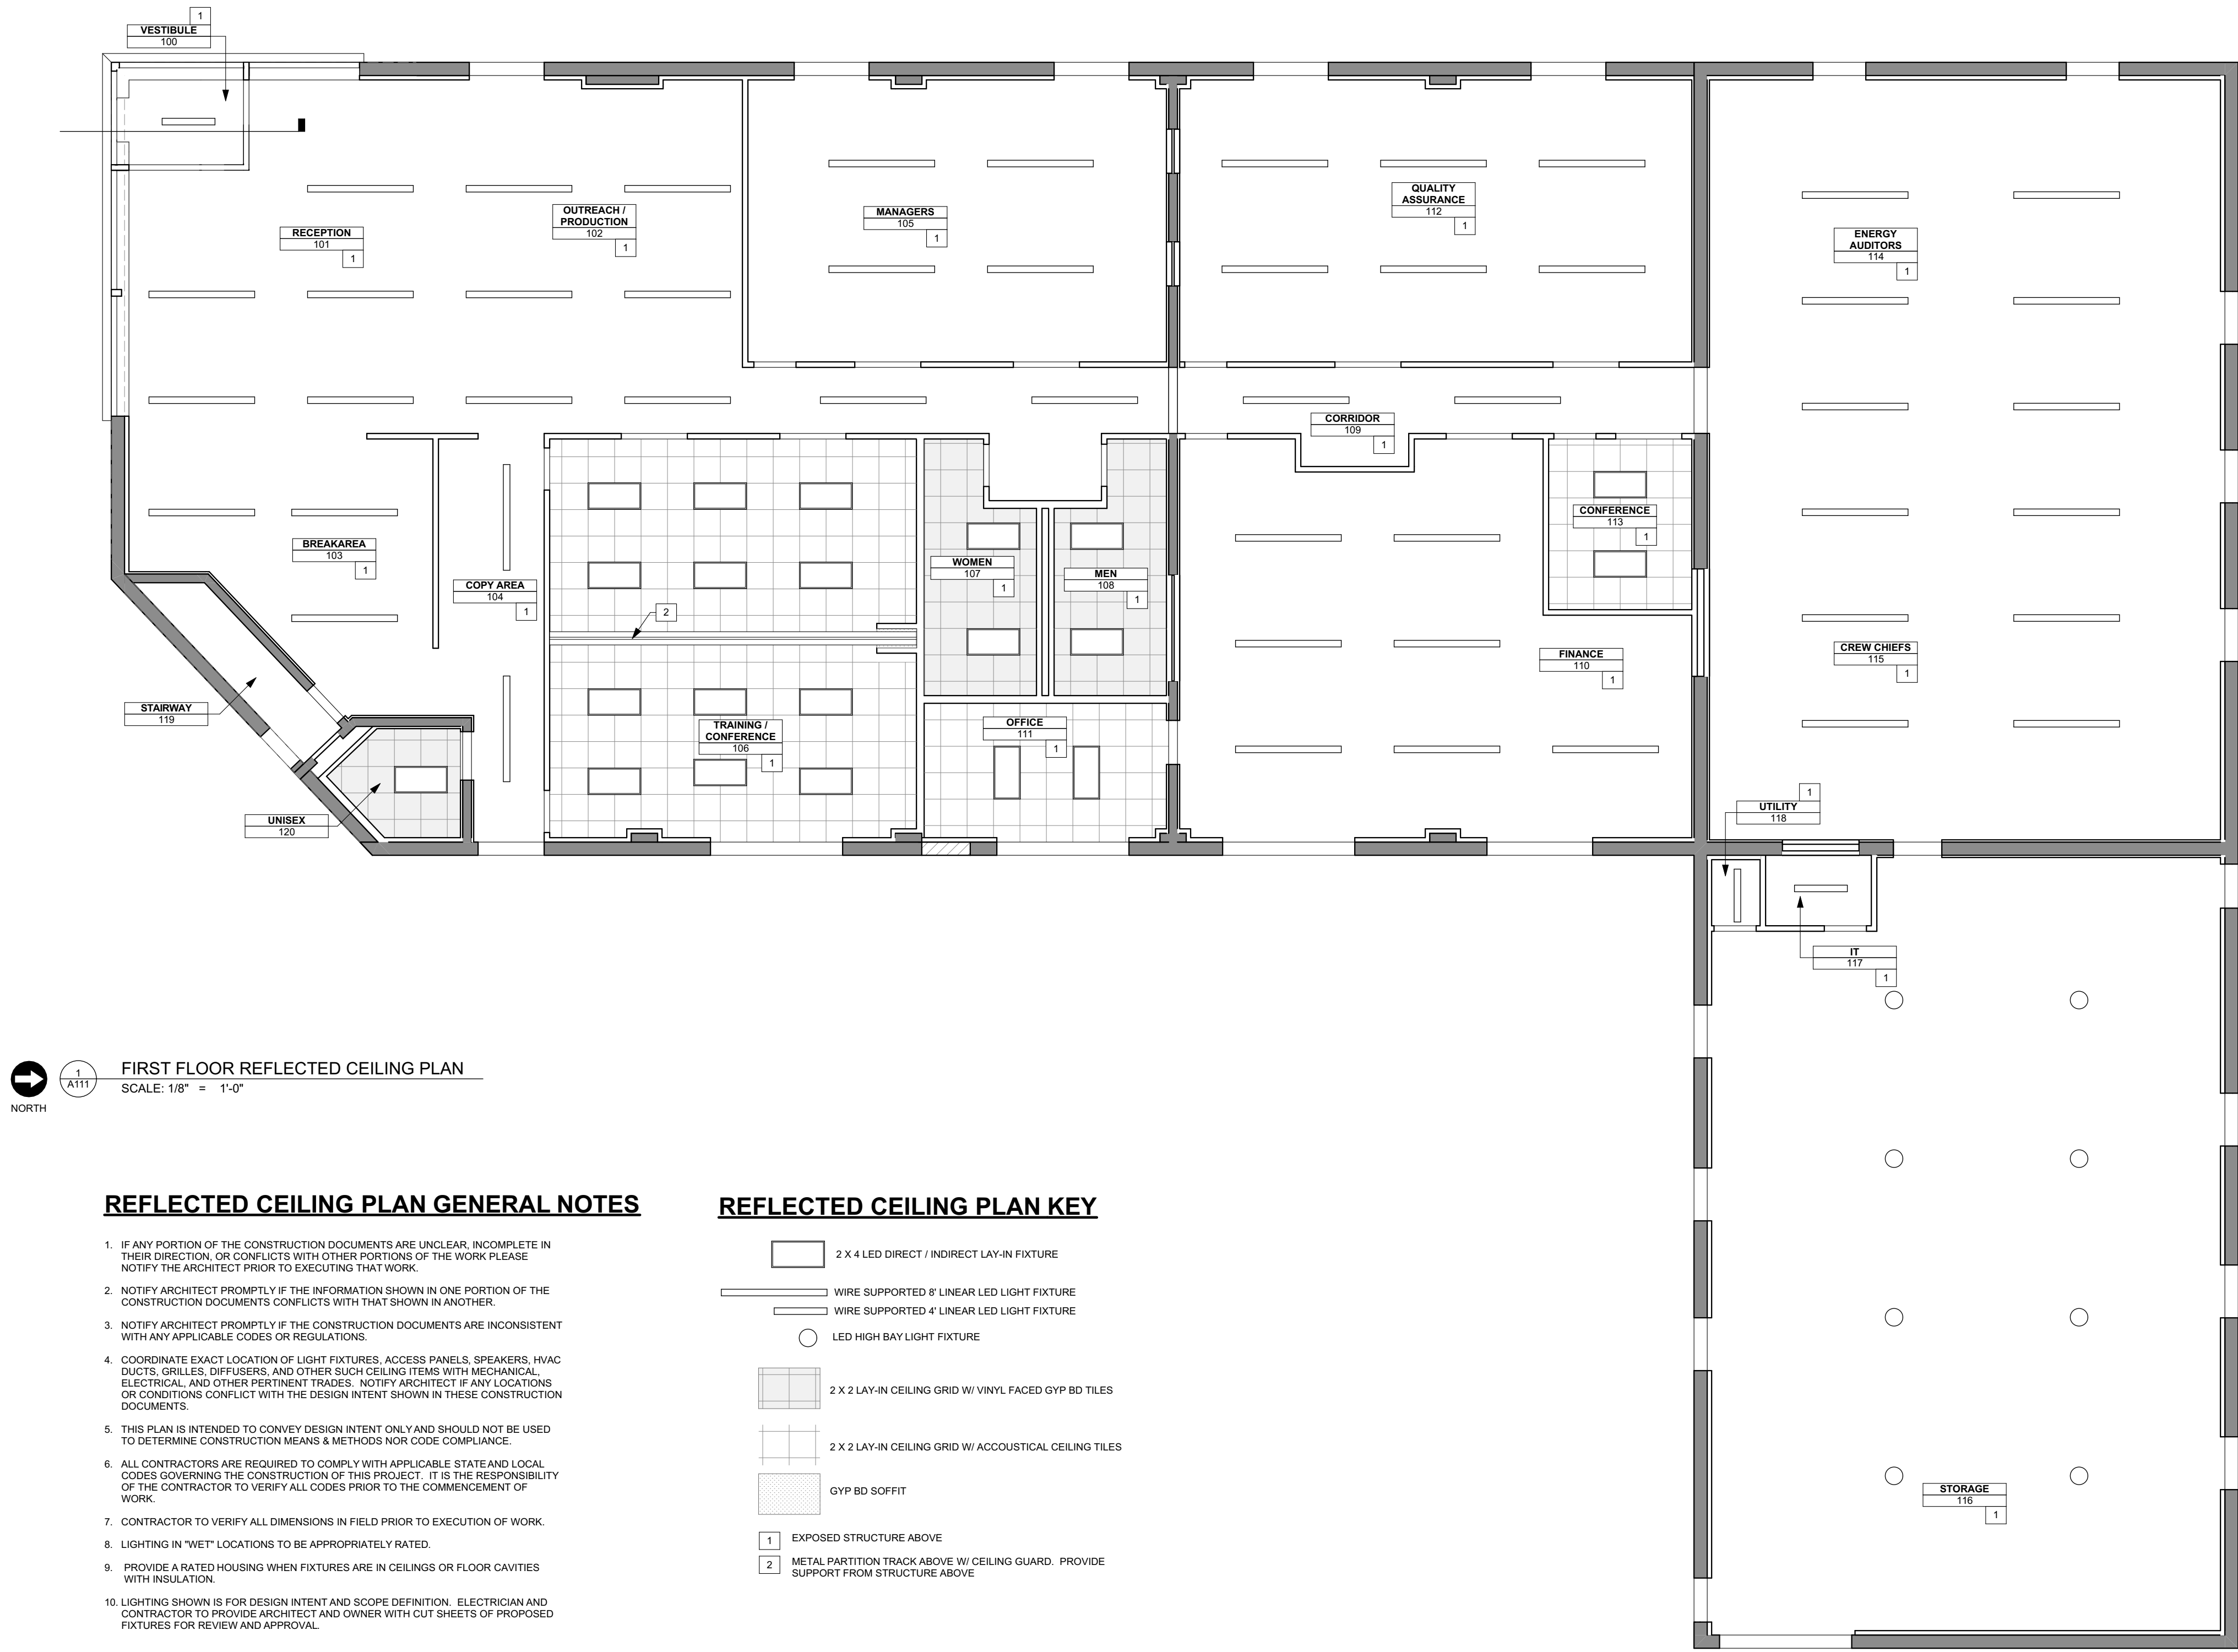 1
VESTIBULE
100
RECEPTION
101
1
OUTREACH /
PRODUCTION
102
1
MANAGERS
105
1
QUALITY
ASSURANCE
112
1
ENERGY
AUDITORS
114
1
CORRIDOR
109
1
BREAKAREA
103
1
COPY AREA
104
1
2
WOMEN
107
1
MEN
108
1
CONFERENCE
113
1
FINANCE
110
1
CREW CHIEFS
115
1
STAIRWAY
119
TRAINING /
CONFERENCE
106
1
OFFICE
111
1
UNISEX
120
1
UTILITY
118
IT
117
1
STORAGE
116
1
NORTH
1
A111
FIRST FLOOR REFLECTED CEILING PLAN
SCALE: 1/8" = 1'-0"
REFLECTED CEILING PLAN GENERAL NOTES
1. IF ANY PORTION OF THE CONSTRUCTION DOCUMENTS ARE UNCLEAR, INCOMPLETE IN
THEIR DIRECTION, OR CONFLICTS WITH OTHER PORTIONS OF THE WORK PLEASE
NOTIFY THE ARCHITECT PRIOR TO EXECUTING THAT WORK.
2. NOTIFY ARCHITECT PROMPTLY IF THE INFORMATION SHOWN IN ONE PORTION OF THE
CONSTRUCTION DOCUMENTS CONFLICTS WITH THAT SHOWN IN ANOTHER.
3. NOTIFY ARCHITECT PROMPTLY IF THE CONSTRUCTION DOCUMENTS ARE INCONSISTENT
WITH ANY APPLICABLE CODES OR REGULATIONS.
4. COORDINATE EXACT LOCATION OF LIGHT FIXTURES, ACCESS PANELS, SPEAKERS, HVAC
DUCTS, GRILLES, DIFFUSERS, AND OTHER SUCH CEILING ITEMS WITH MECHANICAL,
ELECTRICAL, AND OTHER PERTINENT TRADES. NOTIFY ARCHITECT IF ANY LOCATIONS
OR CONDITIONS CONFLICT WITH THE DESIGN INTENT SHOWN IN THESE CONSTRUCTION
DOCUMENTS.
5. THIS PLAN IS INTENDED TO CONVEY DESIGN INTENT ONLY AND SHOULD NOT BE USED
TO DETERMINE CONSTRUCTION MEANS & METHODS NOR CODE COMPLIANCE.
6. ALL CONTRACTORS ARE REQUIRED TO COMPLY WITH APPLICABLE STATE AND LOCAL
CODES GOVERNING THE CONSTRUCTION OF THIS PROJECT. IT IS THE RESPONSIBILITY
OF THE CONTRACTOR TO VERIFY ALL CODES PRIOR TO THE COMMENCEMENT OF
WORK.
7. CONTRACTOR TO VERIFY ALL DIMENSIONS IN FIELD PRIOR TO EXECUTION OF WORK.
8. LIGHTING IN "WET" LOCATIONS TO BE APPROPRIATELY RATED.
9. PROVIDE A RATED HOUSING WHEN FIXTURES ARE IN CEILINGS OR FLOOR CAVITIES
WITH INSULATION.
10. LIGHTING SHOWN IS FOR DESIGN INTENT AND SCOPE DEFINITION. ELECTRICIAN AND
CONTRACTOR TO PROVIDE ARCHITECT AND OWNER WITH CUT SHEETS OF PROPOSED
FIXTURES FOR REVIEW AND APPROVAL.
REFLECTED CEILING PLAN KEY
2 X 4 LED DIRECT / INDIRECT LAY-IN FIXTURE
WIRE SUPPORTED 8' LINEAR LED LIGHT FIXTURE
WIRE SUPPORTED 4' LINEAR LED LIGHT FIXTURE
LED HIGH BAY LIGHT FIXTURE
2 X 2 LAY-IN CEILING GRID W/ VINYL FACED GYP BD TILES
2 X 2 LAY-IN CEILING GRID W/ ACCOUSTICAL CEILING TILES
GYP BD SOFFIT
1 EXPOSED STRUCTURE ABOVE
2 METAL PARTITION TRACK ABOVE W/ CEILING GUARD. PROVIDE
SUPPORT FROM STRUCTURE ABOVE